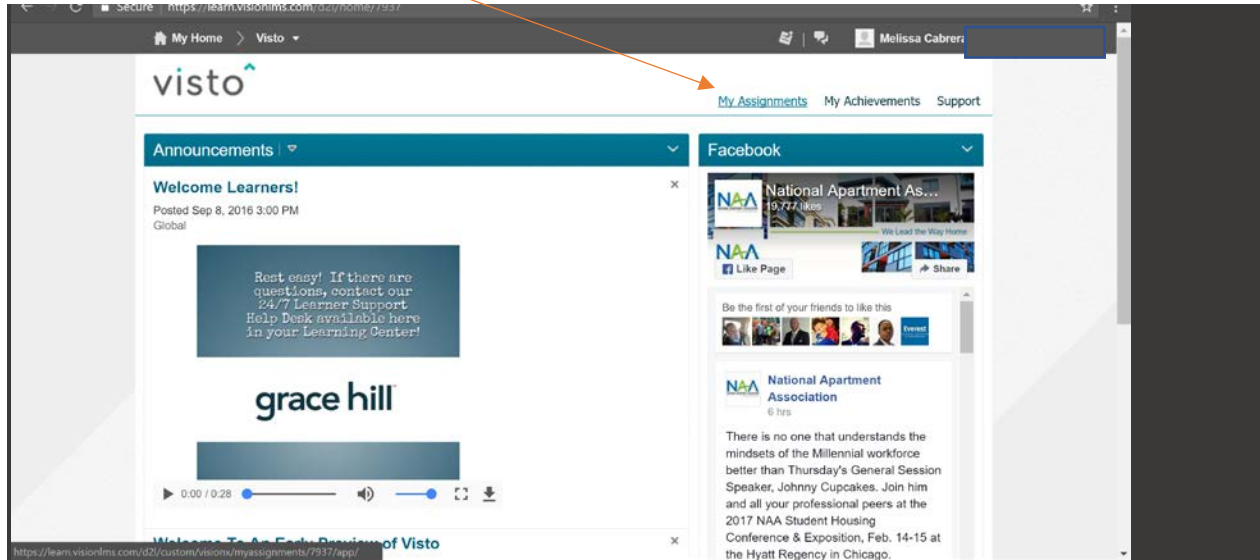 Secure | https://learn.visionlms.com/d2l/home/7937
My Home > Visto
Melissa Cabrera
visto
My Assignments My Achievements Support
Announcements
Welcome Learners!
Posted Sep 8, 2016 3:00 PM
Global
Rest easy! If there are
questions, contact our
24/7 Learner Support
Help Desk available here
in your Learning Center!
grace hill
0:00 / 0:28
Welcome To An Early Preview of Visto
https://learn.visionlms.com/d2l/custom/visionx/myassignments/7937/app/
Facebook
NAA
National Apartment As...
19,777 likes
We Lead the Way Home
NAA
Like Page
Share
Be the first of your friends to like this
Everest
NAA
National Apartment
Association
6 hrs
There is no one that understands the
mindsets of the Millennial workforce
better than Thursday's General Session
Speaker, Johnny Cupcakes. Join him
and all your professional peers at the
2017 NAA Student Housing
Conference & Exposition, Feb. 14-15 at
the Hyatt Regency in Chicago.